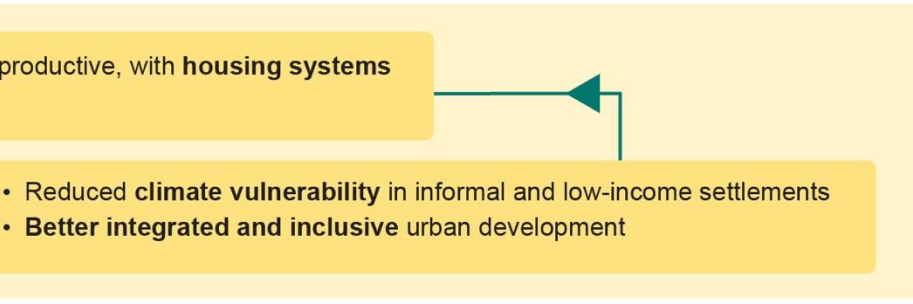 productive, with housing systems
• Reduced climate vulnerability in informal and low-income settlements
• Better integrated and inclusive urban development